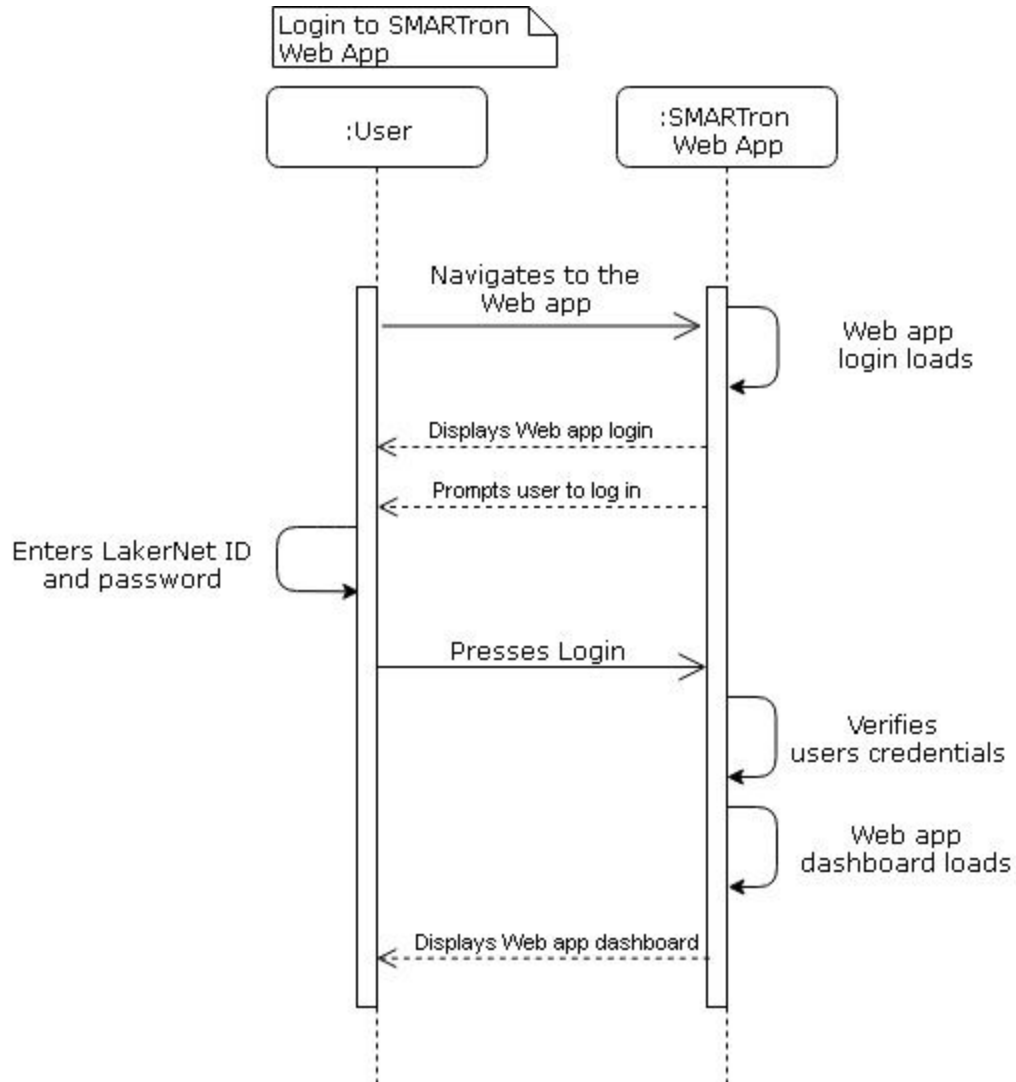 Login to SMARTron
Web App
:User
:SMARTron
Web App
Navigates to the
Web app
Web app
login loads
Displays Web app login
Prompts user to log in
Enters LakerNet ID
and password
Presses Login
Verifies
users credentials
Web app
dashboard loads
Displays Web app dashboard